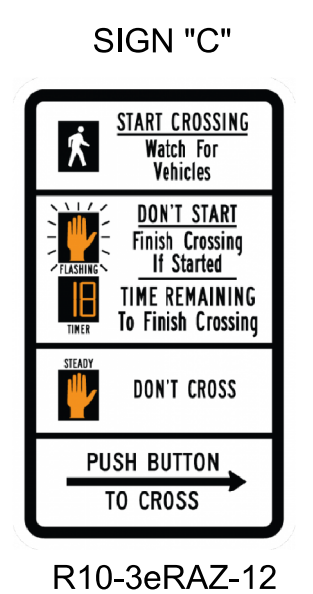 SIGN "C"
START CROSSING
Watch For
Vehicles
DON'T START
Finish Crossing
If Started
FLASHING
18
TIMER
TIME REMAINING
To Finish Crossing
STEADY
DON'T CROSS
PUSH BUTTON
TO CROSS
R10-3eRAZ-12